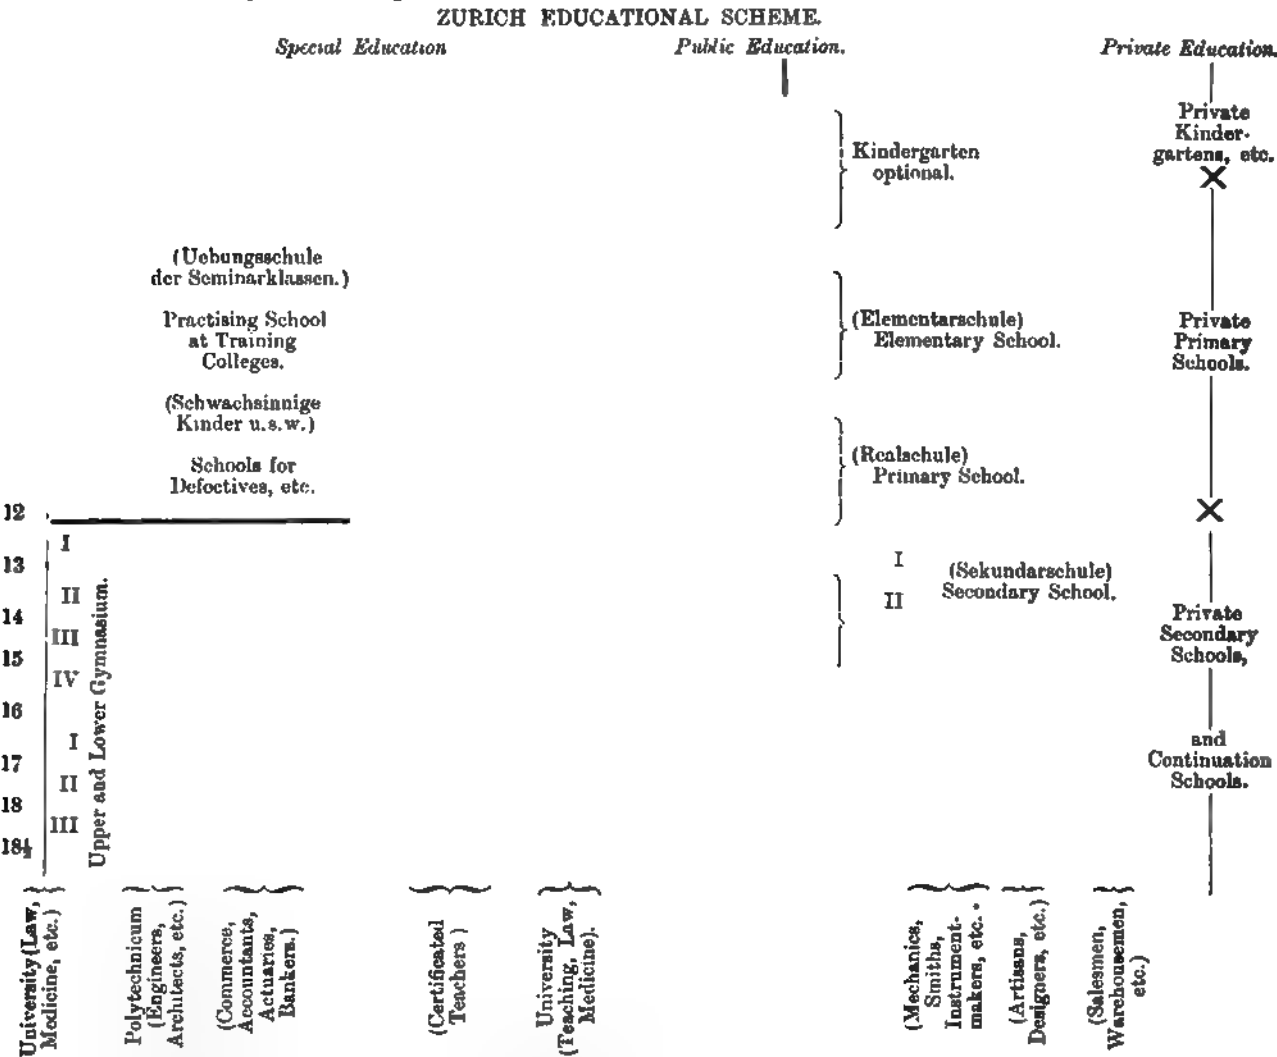 ZURICH EDUCATIONAL SCHEME.
Special Education
Public Education.
Private Education.
Private
Kinder-
gartens, etc.
Kindergarten
optional.
(Uebungsschule
der Seminarklassen.)
Practising School
at Training
Colleges.
(Schwachsinnige
Kinder u.s.w.)
Schools for
Defectives, etc.
(Elementarschule)
Elementary School.
Private
Primary
Schools.
(Realschule)
Primary School.
12
13
14
15
16
17
18
18½
I
II
III
IV
I
II
III
Upper and Lower Gymnasium.
I
II
(Sekundarschule)
Secondary School.
Private
Secondary
Schools,
and
Continuation
Schools.
University (Law,
Medicine, etc.)
Polytechnicum
(Engineers,
Architects, etc.)
(Commerce,
Accountants,
Actuaries,
Bankers.)
(Certificated
Teachers)
University
(Teaching, Law,
Medicine).
(Mechanics,
Smiths,
Instrument-
makers, etc.
(Artisans,
Designers, etc.)
(Salesmen,
Warehousemen,
etc.)